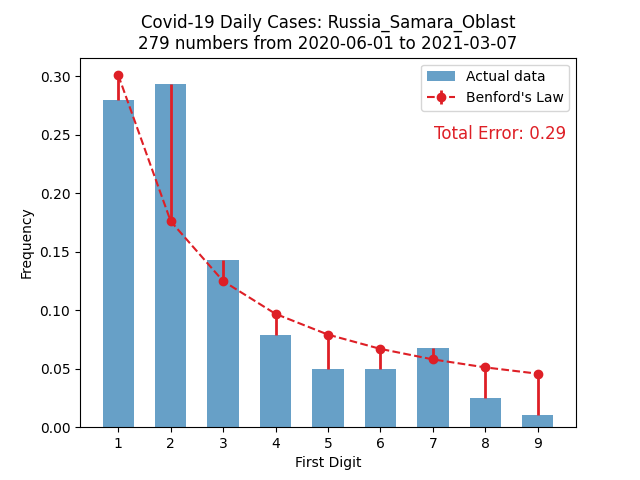 Covid-19 Daily Cases: Russia_Samara_Oblast
279 numbers from 2020-06-01 to 2021-03-07
Actual data
Benford's Law
Total Error: 0.29
Frequency
0.30
0.25
0.20
0.15
0.10
0.05
0.00
1 2 3 4 5 6 7 8 9
First Digit